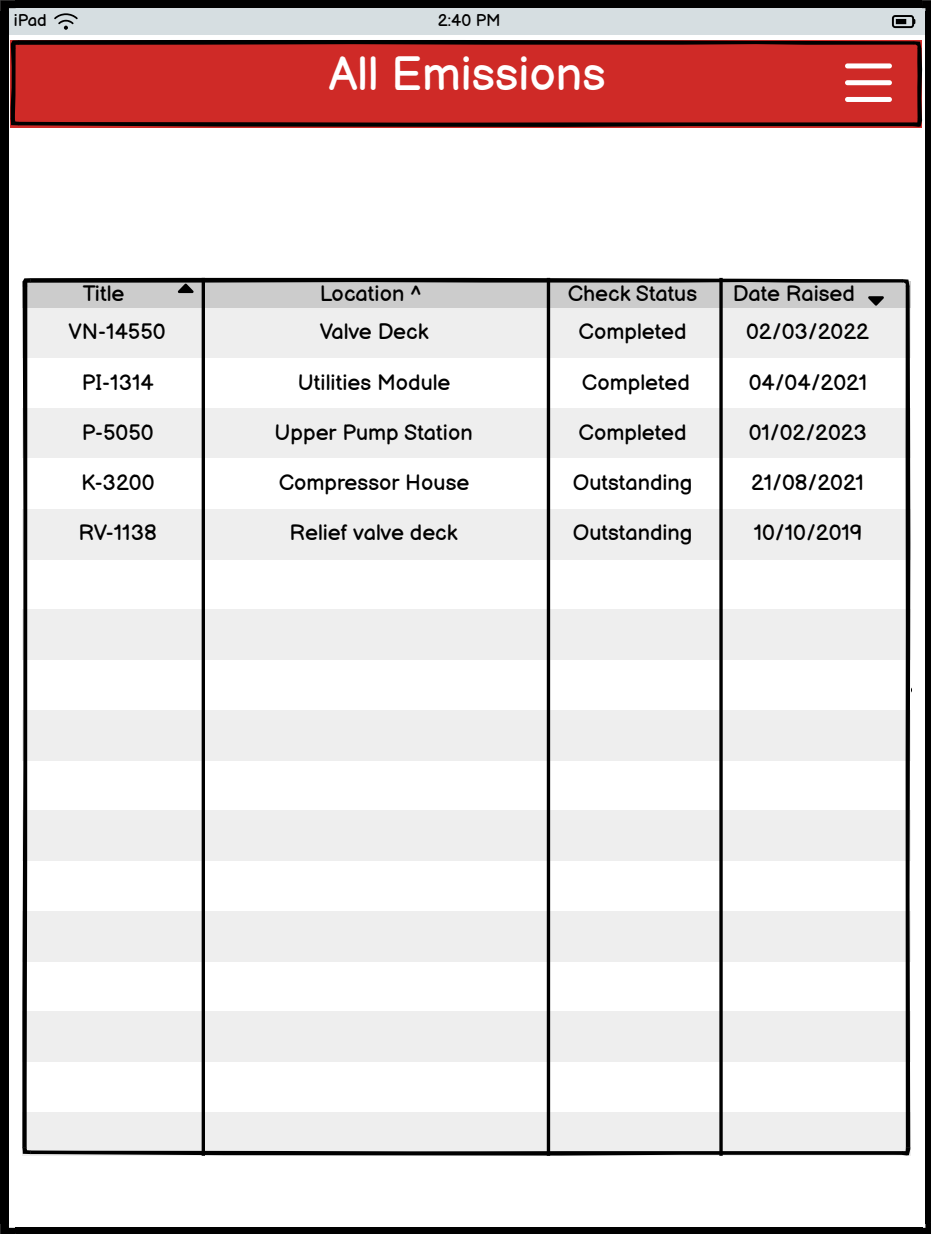 iPad 2:40 PM
All Emissions
Title Location ^ Check Status Date Raised
VN-14550 Valve Deck Completed 02/03/2022
PI-1314 Utilities Module Completed 04/04/2021
P-5050 Upper Pump Station Completed 01/02/2023
K-3200 Compressor House Outstanding 21/08/2021
RV-1138 Relief valve deck Outstanding 10/10/2019